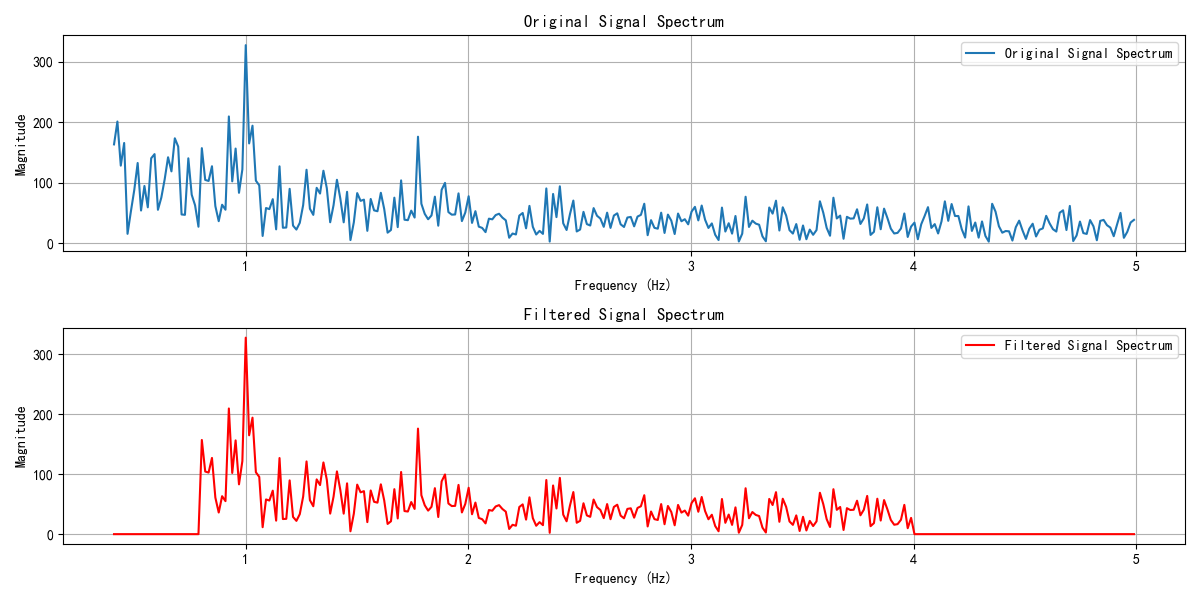 Original Signal Spectrum
Original Signal Spectrum
Magnitude
300
200
100
0
1 2 3 4 5
Frequency (Hz)
Filtered Signal Spectrum
Filtered Signal Spectrum
Magnitude
300
200
100
0
1 2 3 4 5
Frequency (Hz)